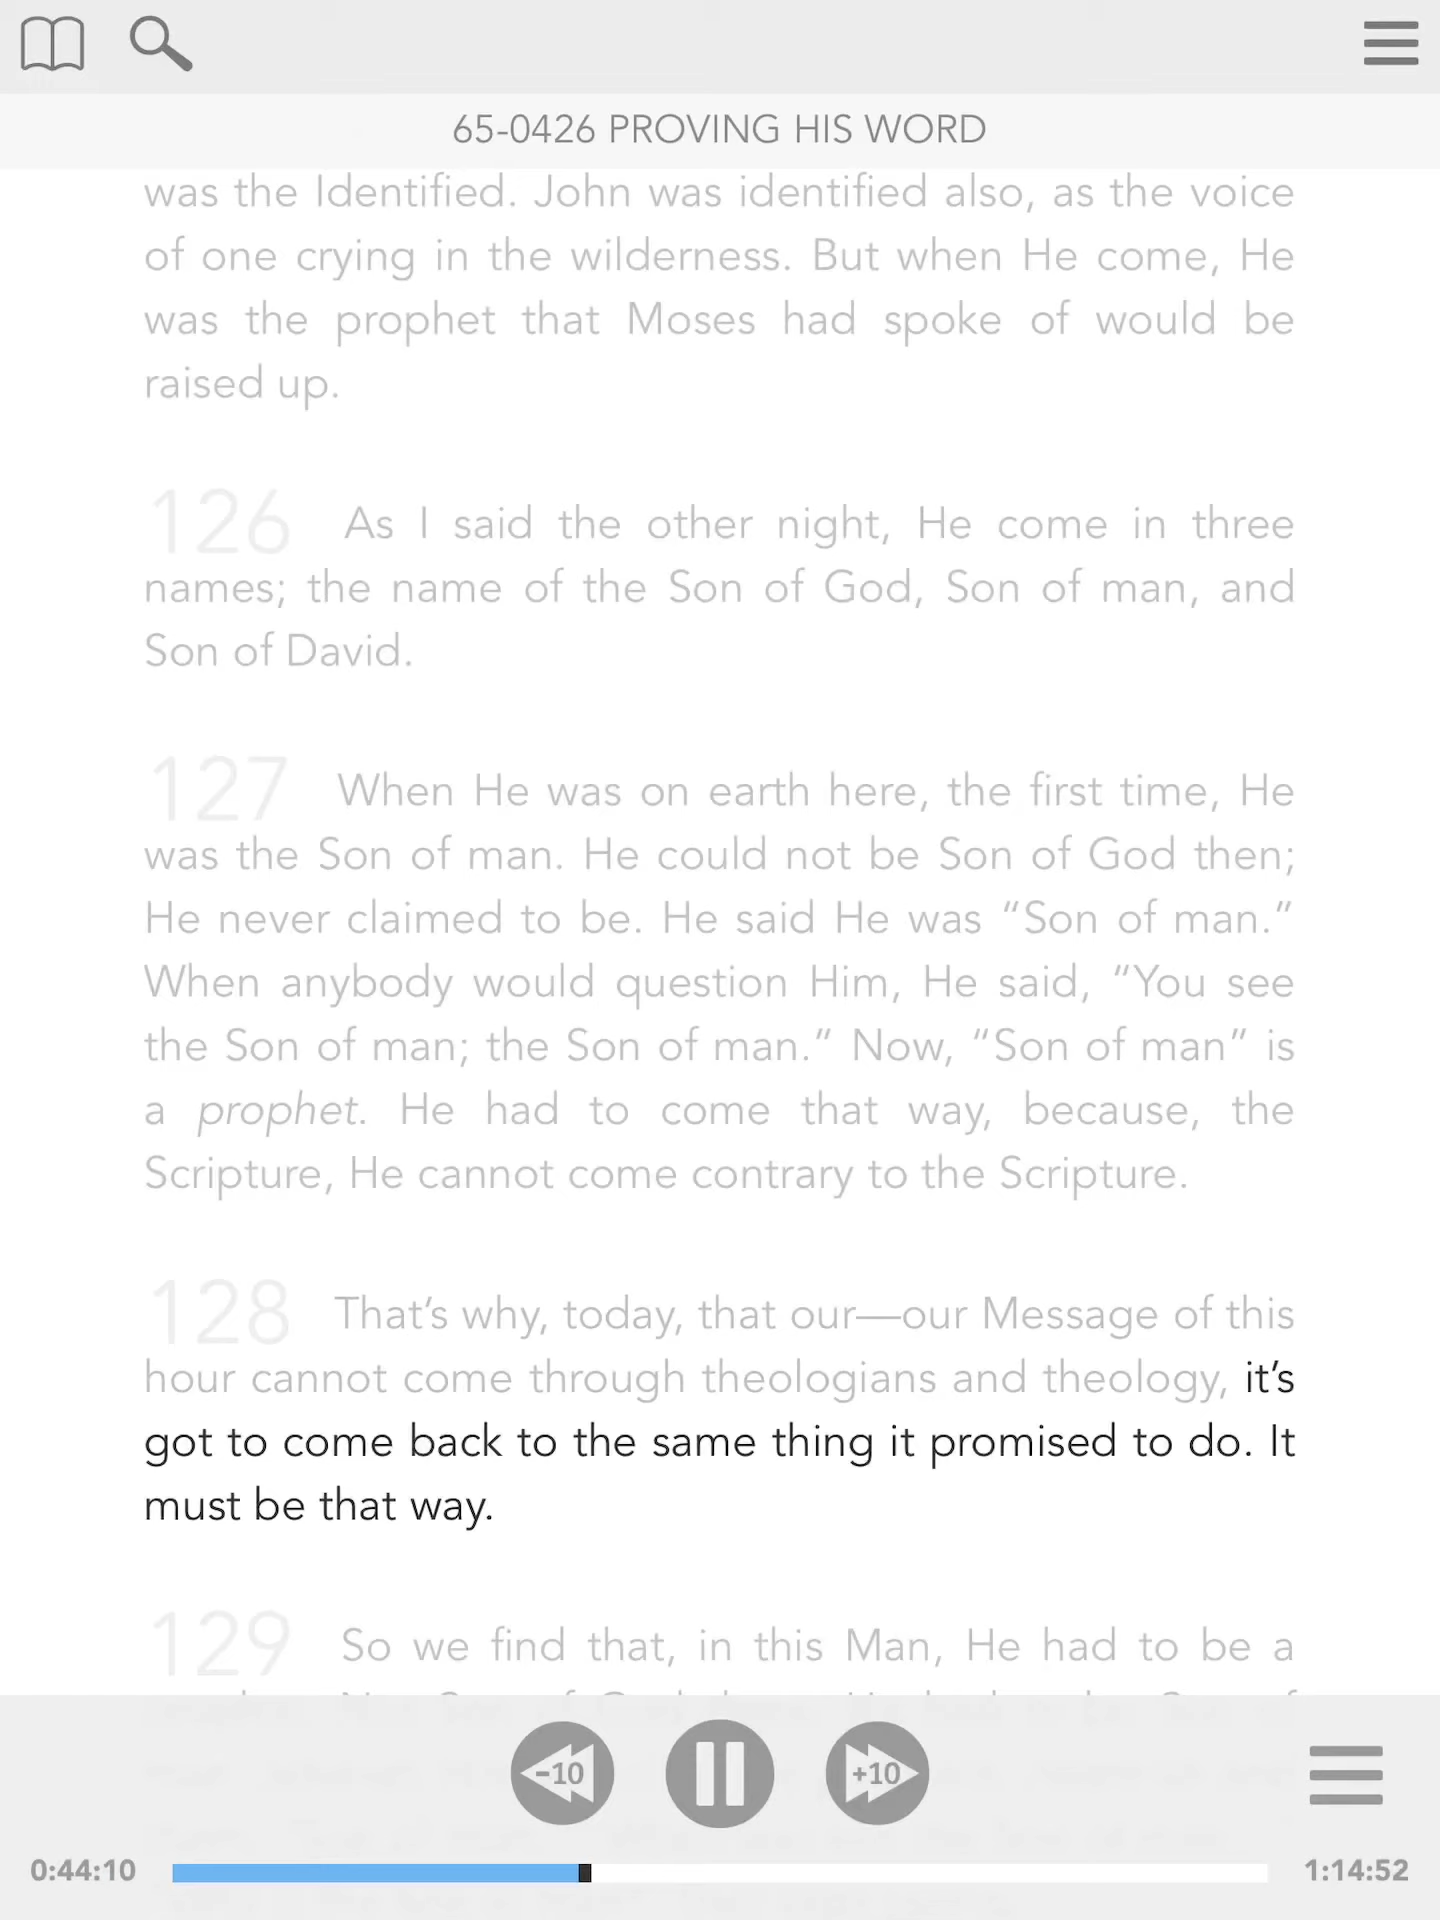 65-0426 PROVING HIS WORD
was the Identified. John was identified also, as the voice
of one crying in the wilderness. But when He come, He
was the prophet that Moses had spoke of would be
raised up.
126 As I said the other night, He come in three
names; the name of the Son of God, Son of man, and
Son of David.
127 When He was on earth here, the first time, He
was the Son of man. He could not be Son of God then;
He never claimed to be. He said He was “Son of man.”
When anybody would question Him, He said, “You see
the Son of man; the Son of man.” Now, “Son of man” is
a prophet. He had to come that way, because, the
Scripture, He cannot come contrary to the Scripture.
128 That’s why, today, that our—our Message of this
hour cannot come through theologians and theology, it’s
got to come back to the same thing it promised to do. It
must be that way.
129 So we find that, in this Man, He had to be a
-10 +10
0:44:10 1:14:52